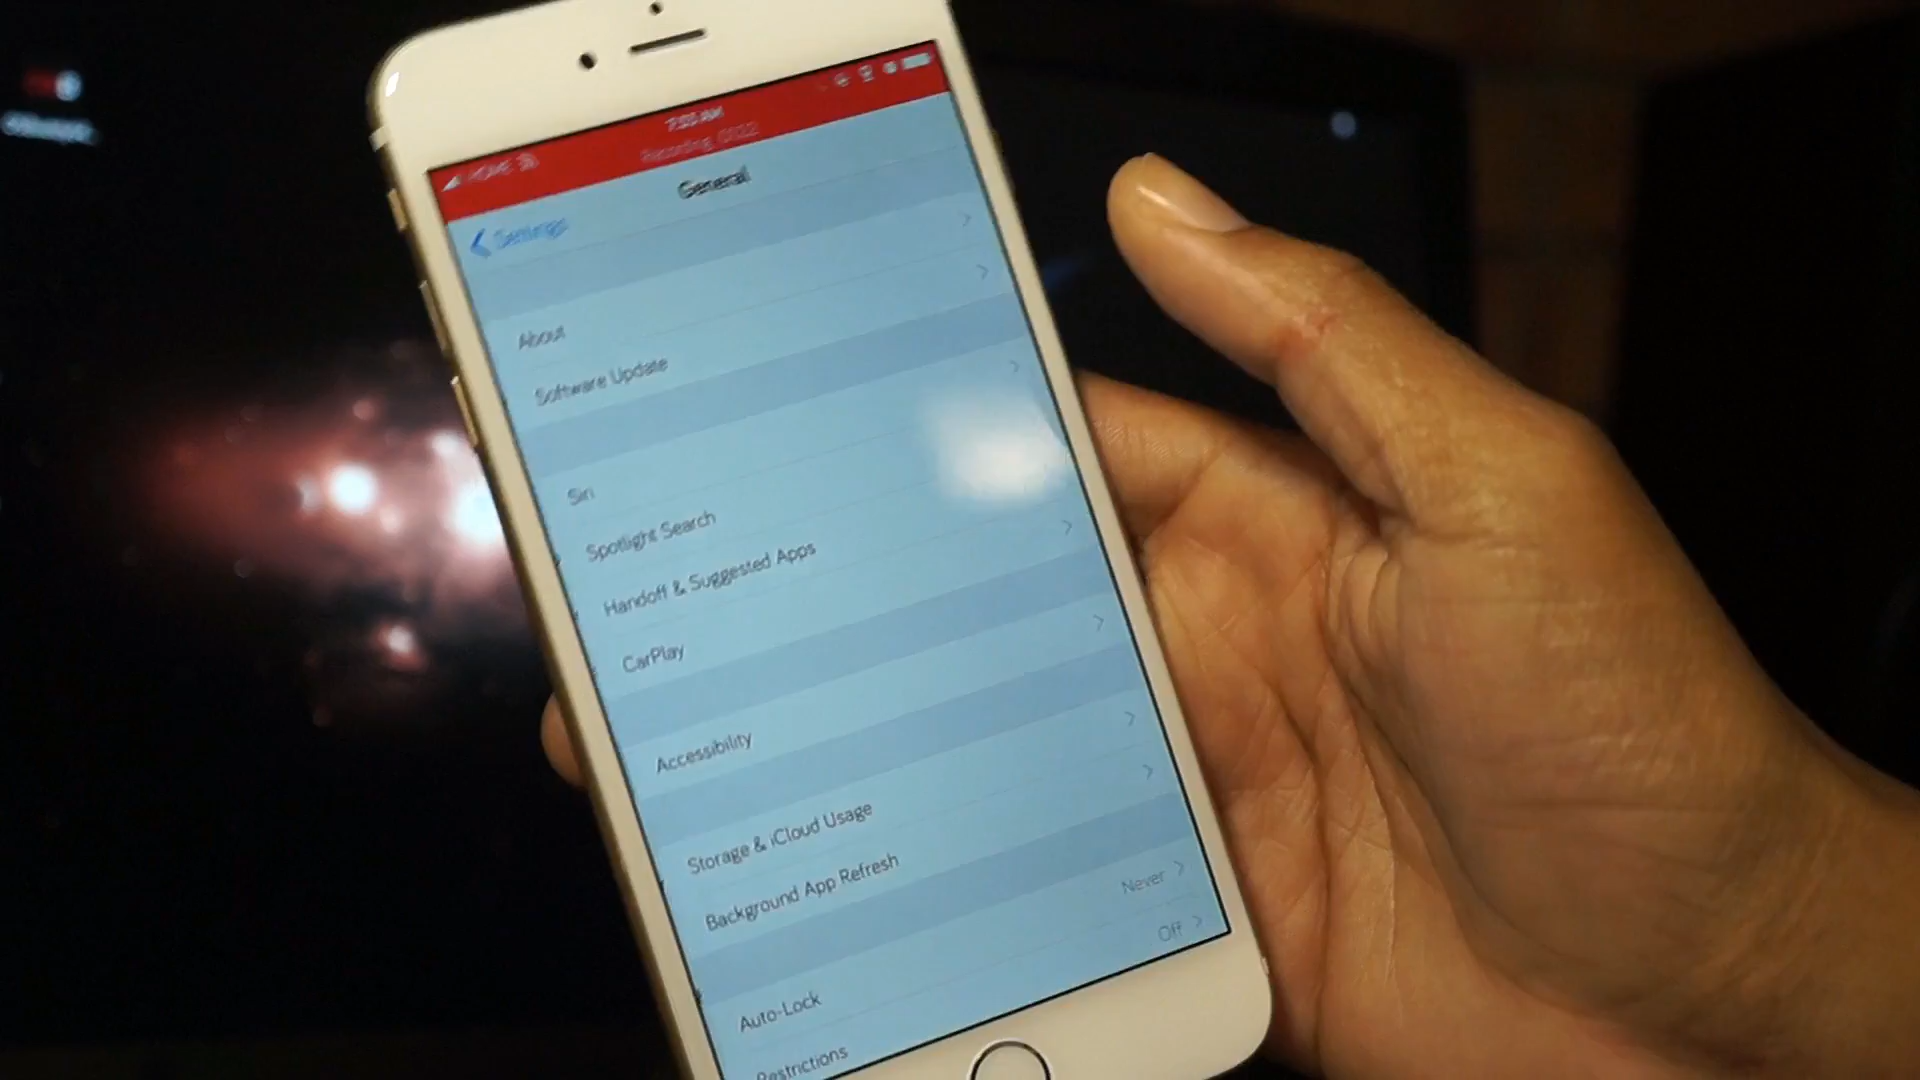 General
Settings
About
Software Update
Siri
Spotlight Search
Handoff & Suggested Apps
CarPlay
Accessibility
Storage & iCloud Usage
Background App Refresh
Auto-Lock Never
Restrictions Off